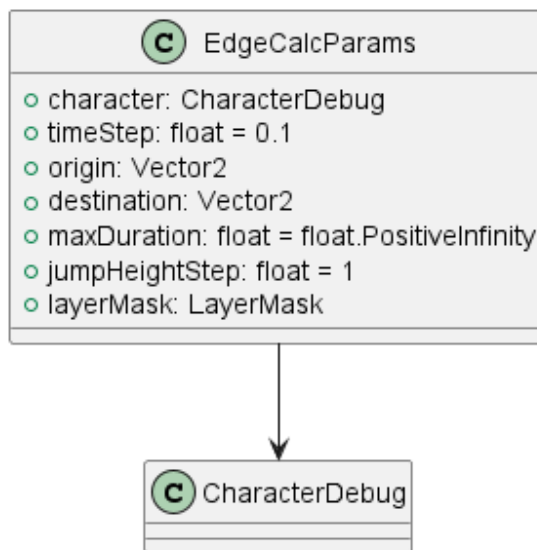 C EdgeCalcParams
character: CharacterDebug
timeStep: float = 0.1
origin: Vector2
destination: Vector2
maxDuration: float = float.PositiveInfinity
jumpHeightStep: float = 1
layerMask: LayerMask
C CharacterDebug